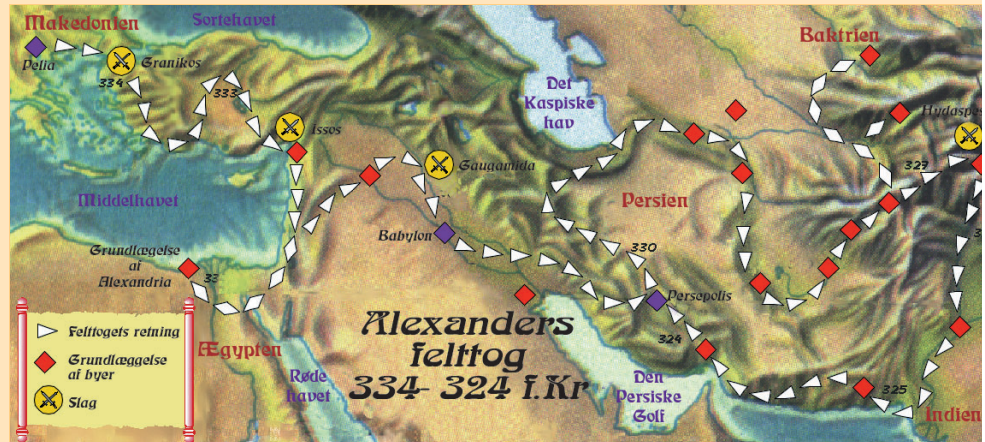 Makedonien
Sortehavet
Baktrien
Pella
Granikos
334
333
Det
Kaspiske
hav
Issos
Gaugamida
327
Middelhavet
Persien
Babylon
Grundlæggelse
af
Alexandria
330
Persepolis
Felttogets retning
Grundlæggelse
af byer
Slag
Ægypten
Røde
havet
Alexanders
felttog
334- 324 f.Kr
324
Den
Persiske
Golf
325
Indien